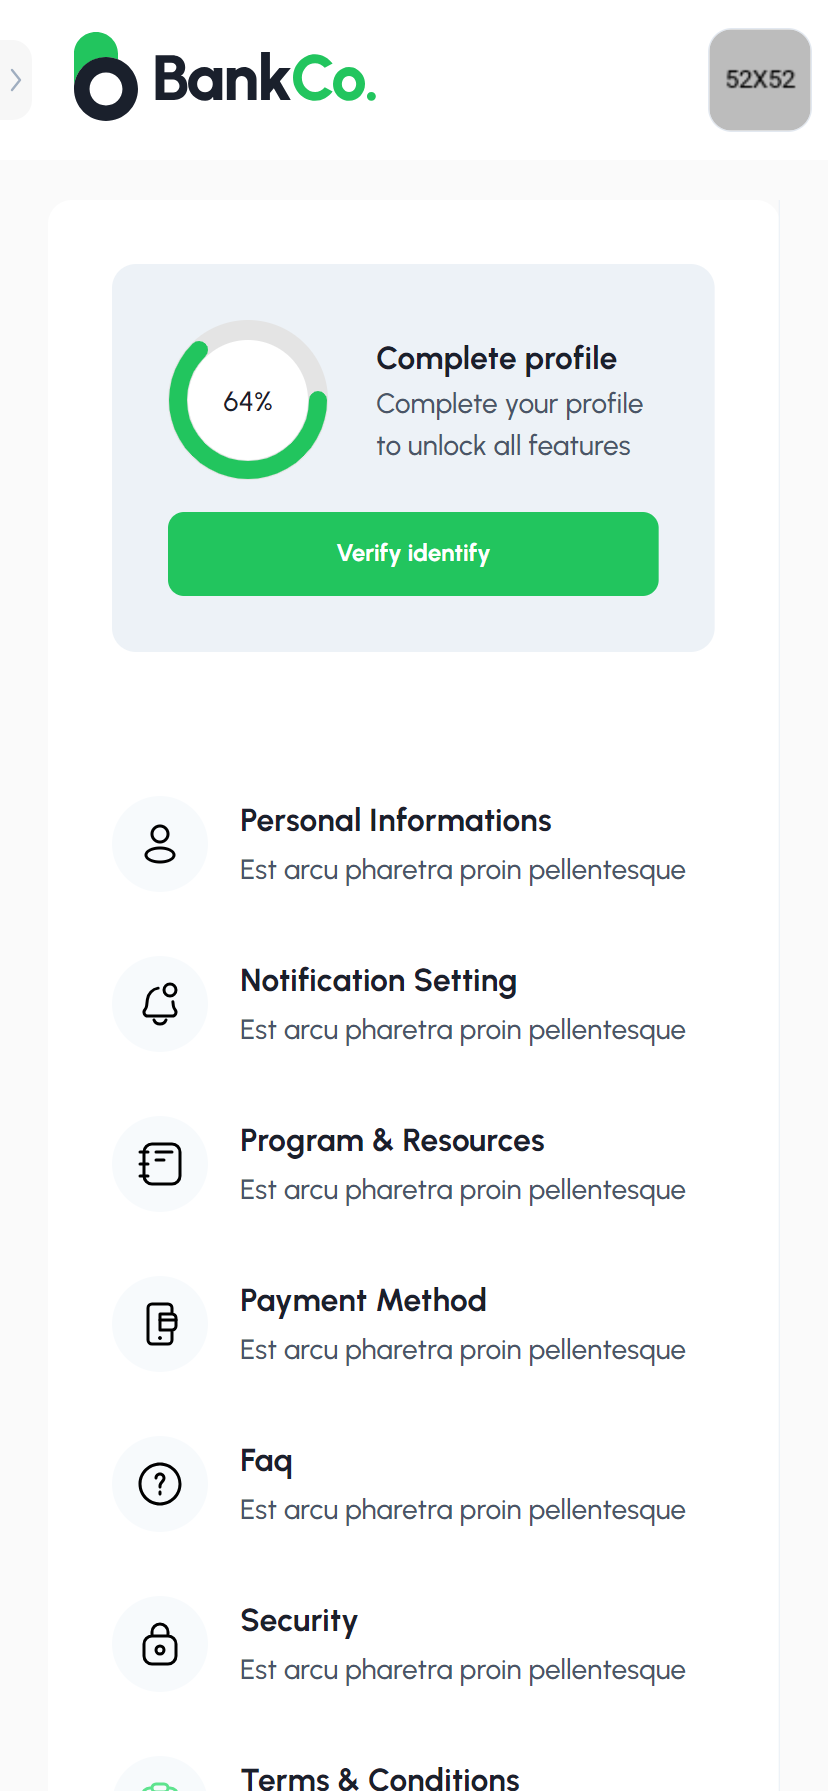 BankCo.
52X52
64%
Complete profile
Complete your profile
to unlock all features
Verify identify
Personal Informations
Est arcu pharetra proin pellentesque
Notification Setting
Est arcu pharetra proin pellentesque
Program & Resources
Est arcu pharetra proin pellentesque
Payment Method
Est arcu pharetra proin pellentesque
Faq
Est arcu pharetra proin pellentesque
Security
Est arcu pharetra proin pellentesque
Terms & Conditions